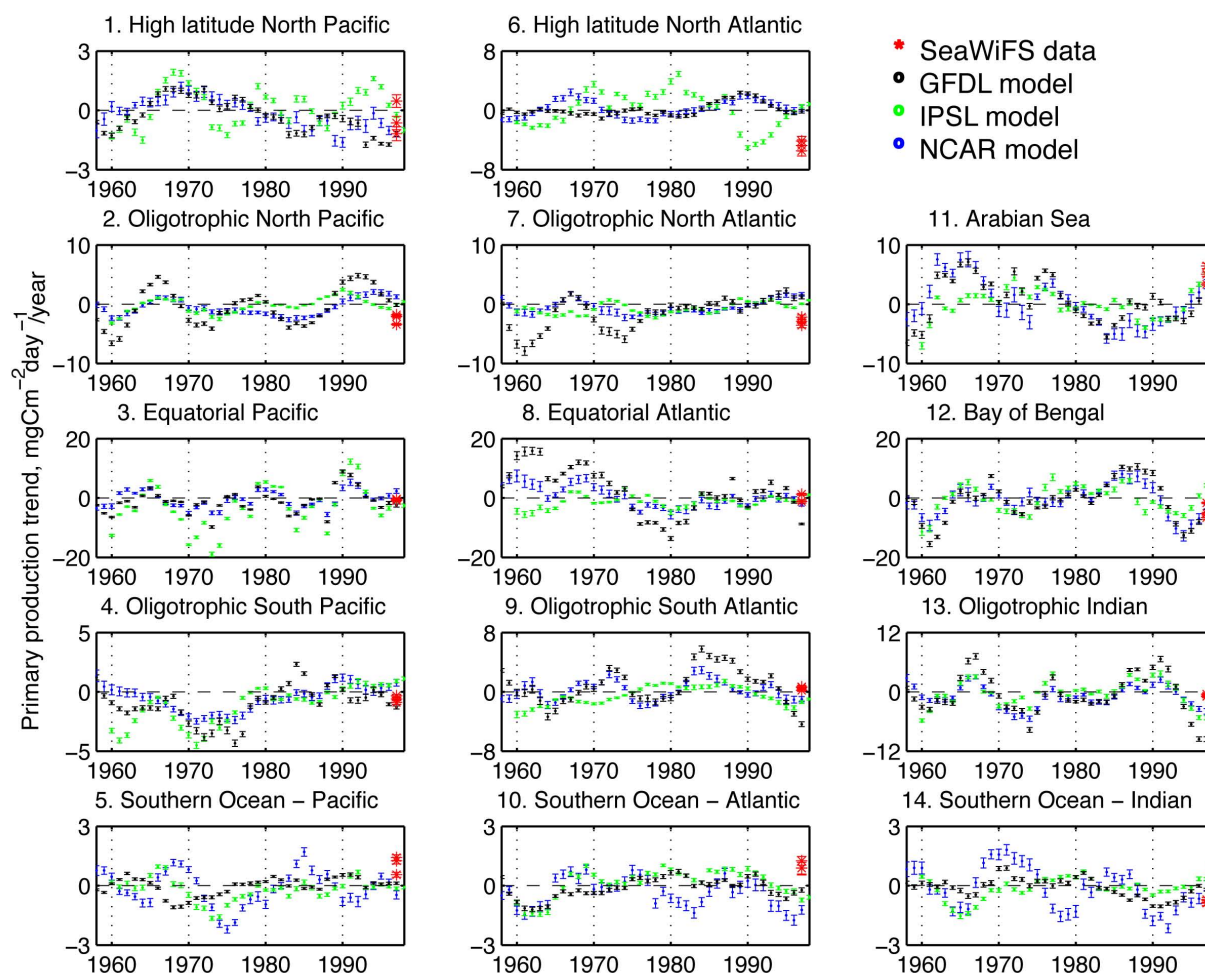 1. High latitude North Pacific
3
0
−3
1960 1970 1980 1990
6. High latitude North Atlantic
8
0
−8
1960 1970 1980 1990
SeaWiFS data
GFDL model
IPSL model
NCAR model
Primary production trend, mgCm−2day−1/year
2. Oligotrophic North Pacific
10
0
−10
1960 1970 1980 1990
7. Oligotrophic North Atlantic
10
0
−10
1960 1970 1980 1990
11. Arabian Sea
10
0
−10
1960 1970 1980 1990
3. Equatorial Pacific
20
0
−20
1960 1970 1980 1990
8. Equatorial Atlantic
20
0
−20
1960 1970 1980 1990
12. Bay of Bengal
20
0
−20
1960 1970 1980 1990
4. Oligotrophic South Pacific
5
0
−5
1960 1970 1980 1990
9. Oligotrophic South Atlantic
8
0
−8
1960 1970 1980 1990
13. Oligotrophic Indian
12
0
−12
1960 1970 1980 1990
5. Southern Ocean − Pacific
3
0
−3
1960 1970 1980 1990
10. Southern Ocean − Atlantic
3
0
−3
1960 1970 1980 1990
14. Southern Ocean − Indian
3
0
−3
1960 1970 1980 1990